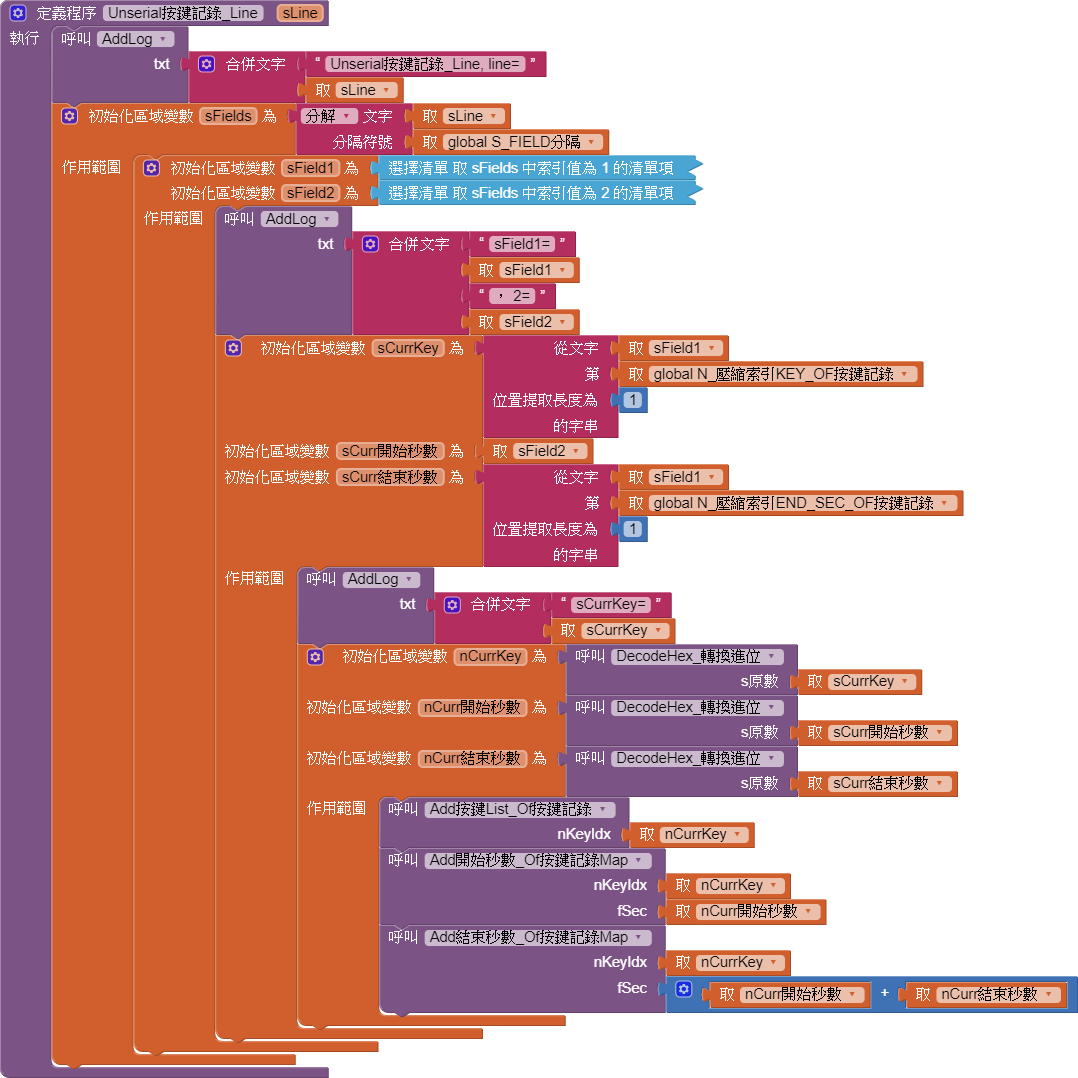 定義程序 Unserial按鍵記錄_Line sLine
執行 呼叫 AddLog
txt 合併文字 “ Unserial按鍵記錄_Line, line= ”
取 sLine
初始化區域變數 sFields 為 分解 文字 取 sLine
分隔符號 取 global S_FIELD分隔
作用範圍 初始化區域變數 sField1 為 選擇清單 取 sFields 中索引值為 1 的清單項
初始化區域變數 sField2 為 選擇清單 取 sFields 中索引值為 2 的清單項
作用範圍 呼叫 AddLog
txt 合併文字 “ sField1= ”
取 sField1
“ ， 2= ”
取 sField2
初始化區域變數 sCurrKey 為 從文字 取 sField1
第 取 global N_壓縮索引KEY_OF按鍵記錄
位置提取長度為 1
的字串
初始化區域變數 sCurr開始秒數 為 取 sField2
初始化區域變數 sCurr結束秒數 為 從文字 取 sField1
第 取 global N_壓縮索引END_SEC_OF按鍵記錄
位置提取長度為 1
的字串
作用範圍 呼叫 AddLog
txt 合併文字 “ sCurrKey= ”
取 sCurrKey
初始化區域變數 nCurrKey 為 呼叫 DecodeHex_轉換進位
s原數 取 sCurrKey
初始化區域變數 nCurr開始秒數 為 呼叫 DecodeHex_轉換進位
s原數 取 sCurr開始秒數
初始化區域變數 nCurr結束秒數 為 呼叫 DecodeHex_轉換進位
s原數 取 sCurr結束秒數
作用範圍 呼叫 Add按鍵List_Of按鍵記錄
nKeyIdx 取 nCurrKey
呼叫 Add開始秒數_Of按鍵記錄Map
nKeyIdx 取 nCurrKey
fSec 取 nCurr開始秒數
呼叫 Add結束秒數_Of按鍵記錄Map
nKeyIdx 取 nCurrKey
fSec 取 nCurr開始秒數 + 取 nCurr結束秒數